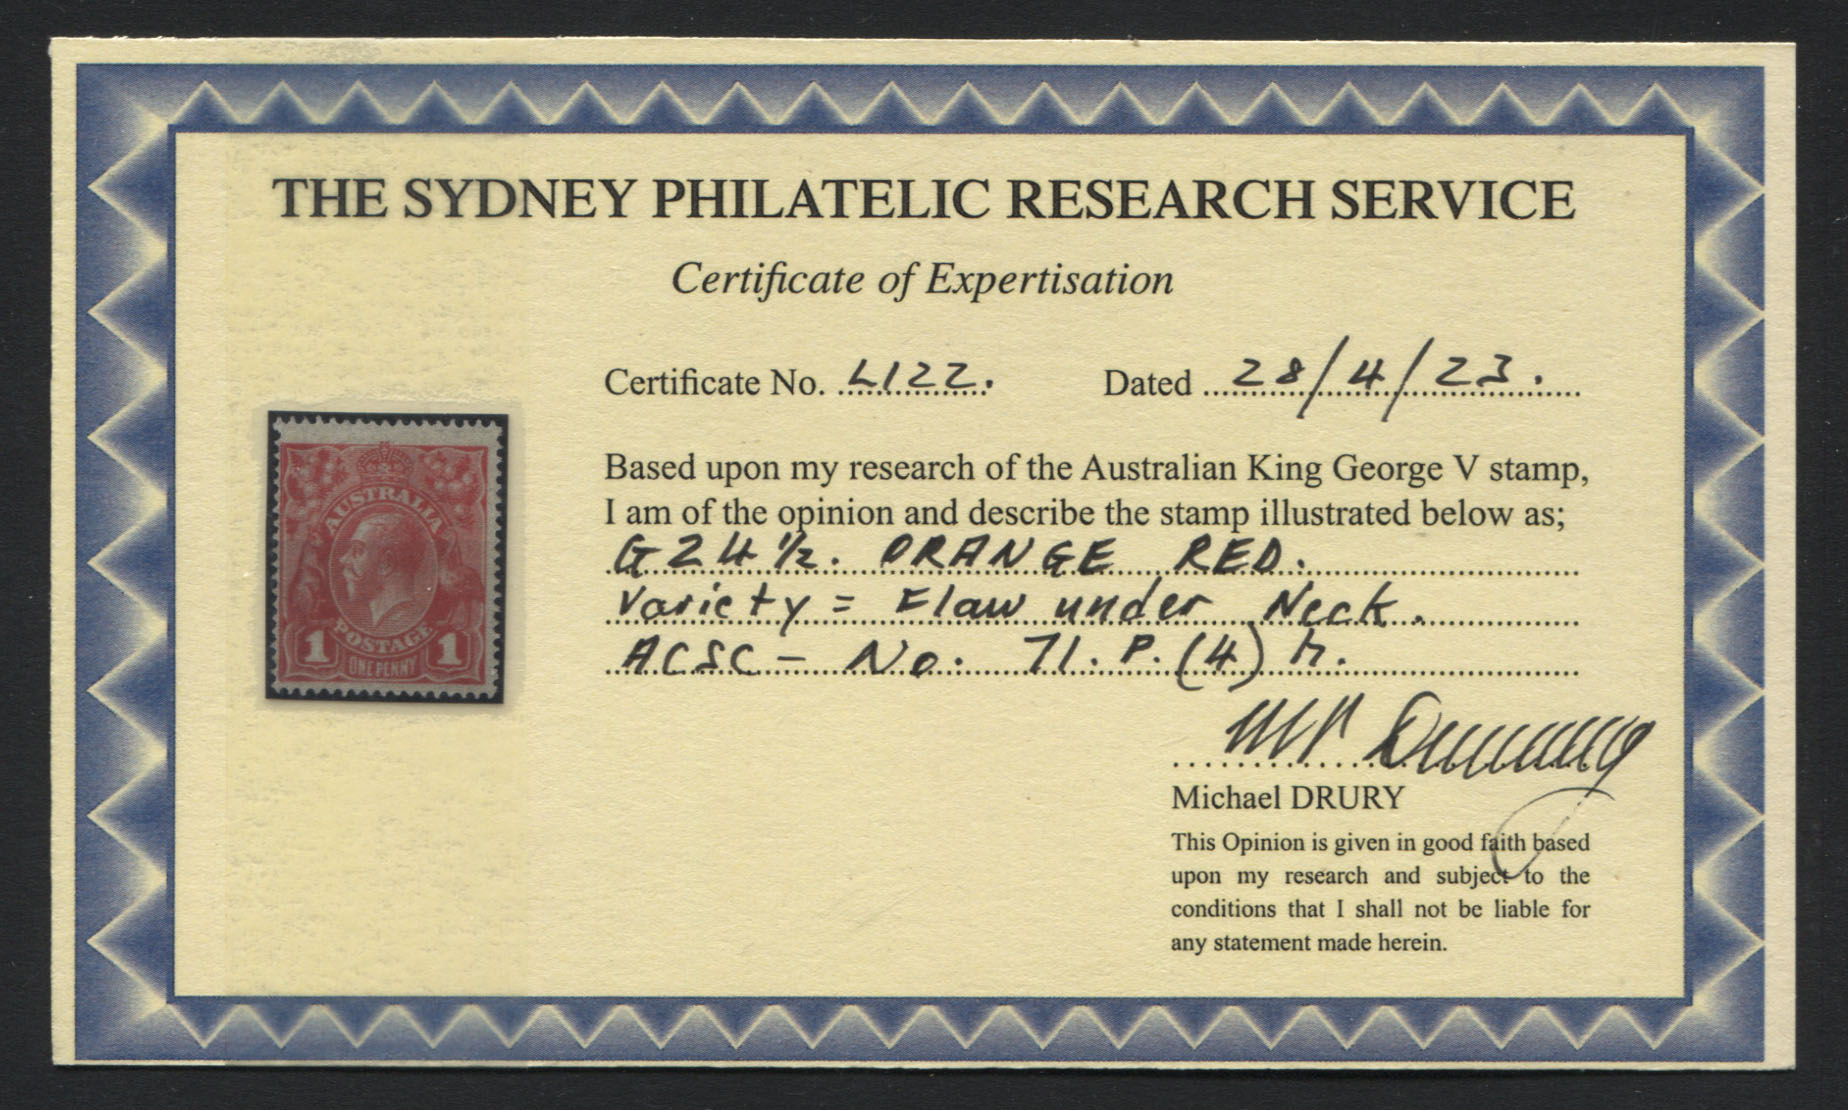 THE SYDNEY PHILATELIC RESEARCH SERVICE
Certificate of Expertisation
Certificate No. L122. Dated 28/4/23.
Based upon my research of the Australian King George V stamp,
I am of the opinion and describe the stamp illustrated below as;
G24½. ORANGE RED.
Variety = Flaw under Neck.
ACSC - No. 71.P.(4) h.
AUSTRALIA
POSTAGE
1 ONE PENNY 1
Michael DRURY
This Opinion is given in good faith based
upon my research and subject to the
conditions that I shall not be liable for
any statement made herein.